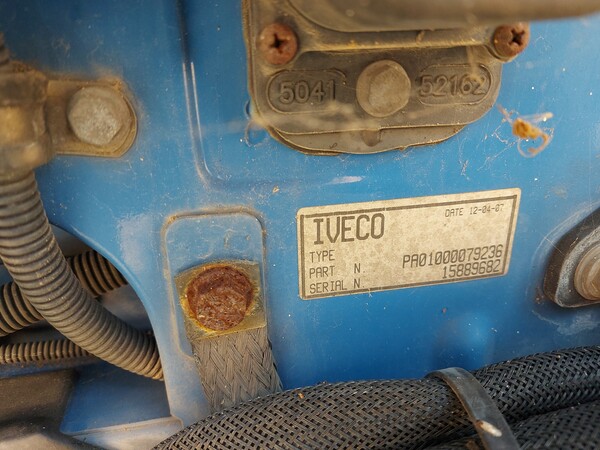 5041 52162
IVECO DATE 12-04-07
TYPE
PART N PA01000079236
SERIAL N 15889682